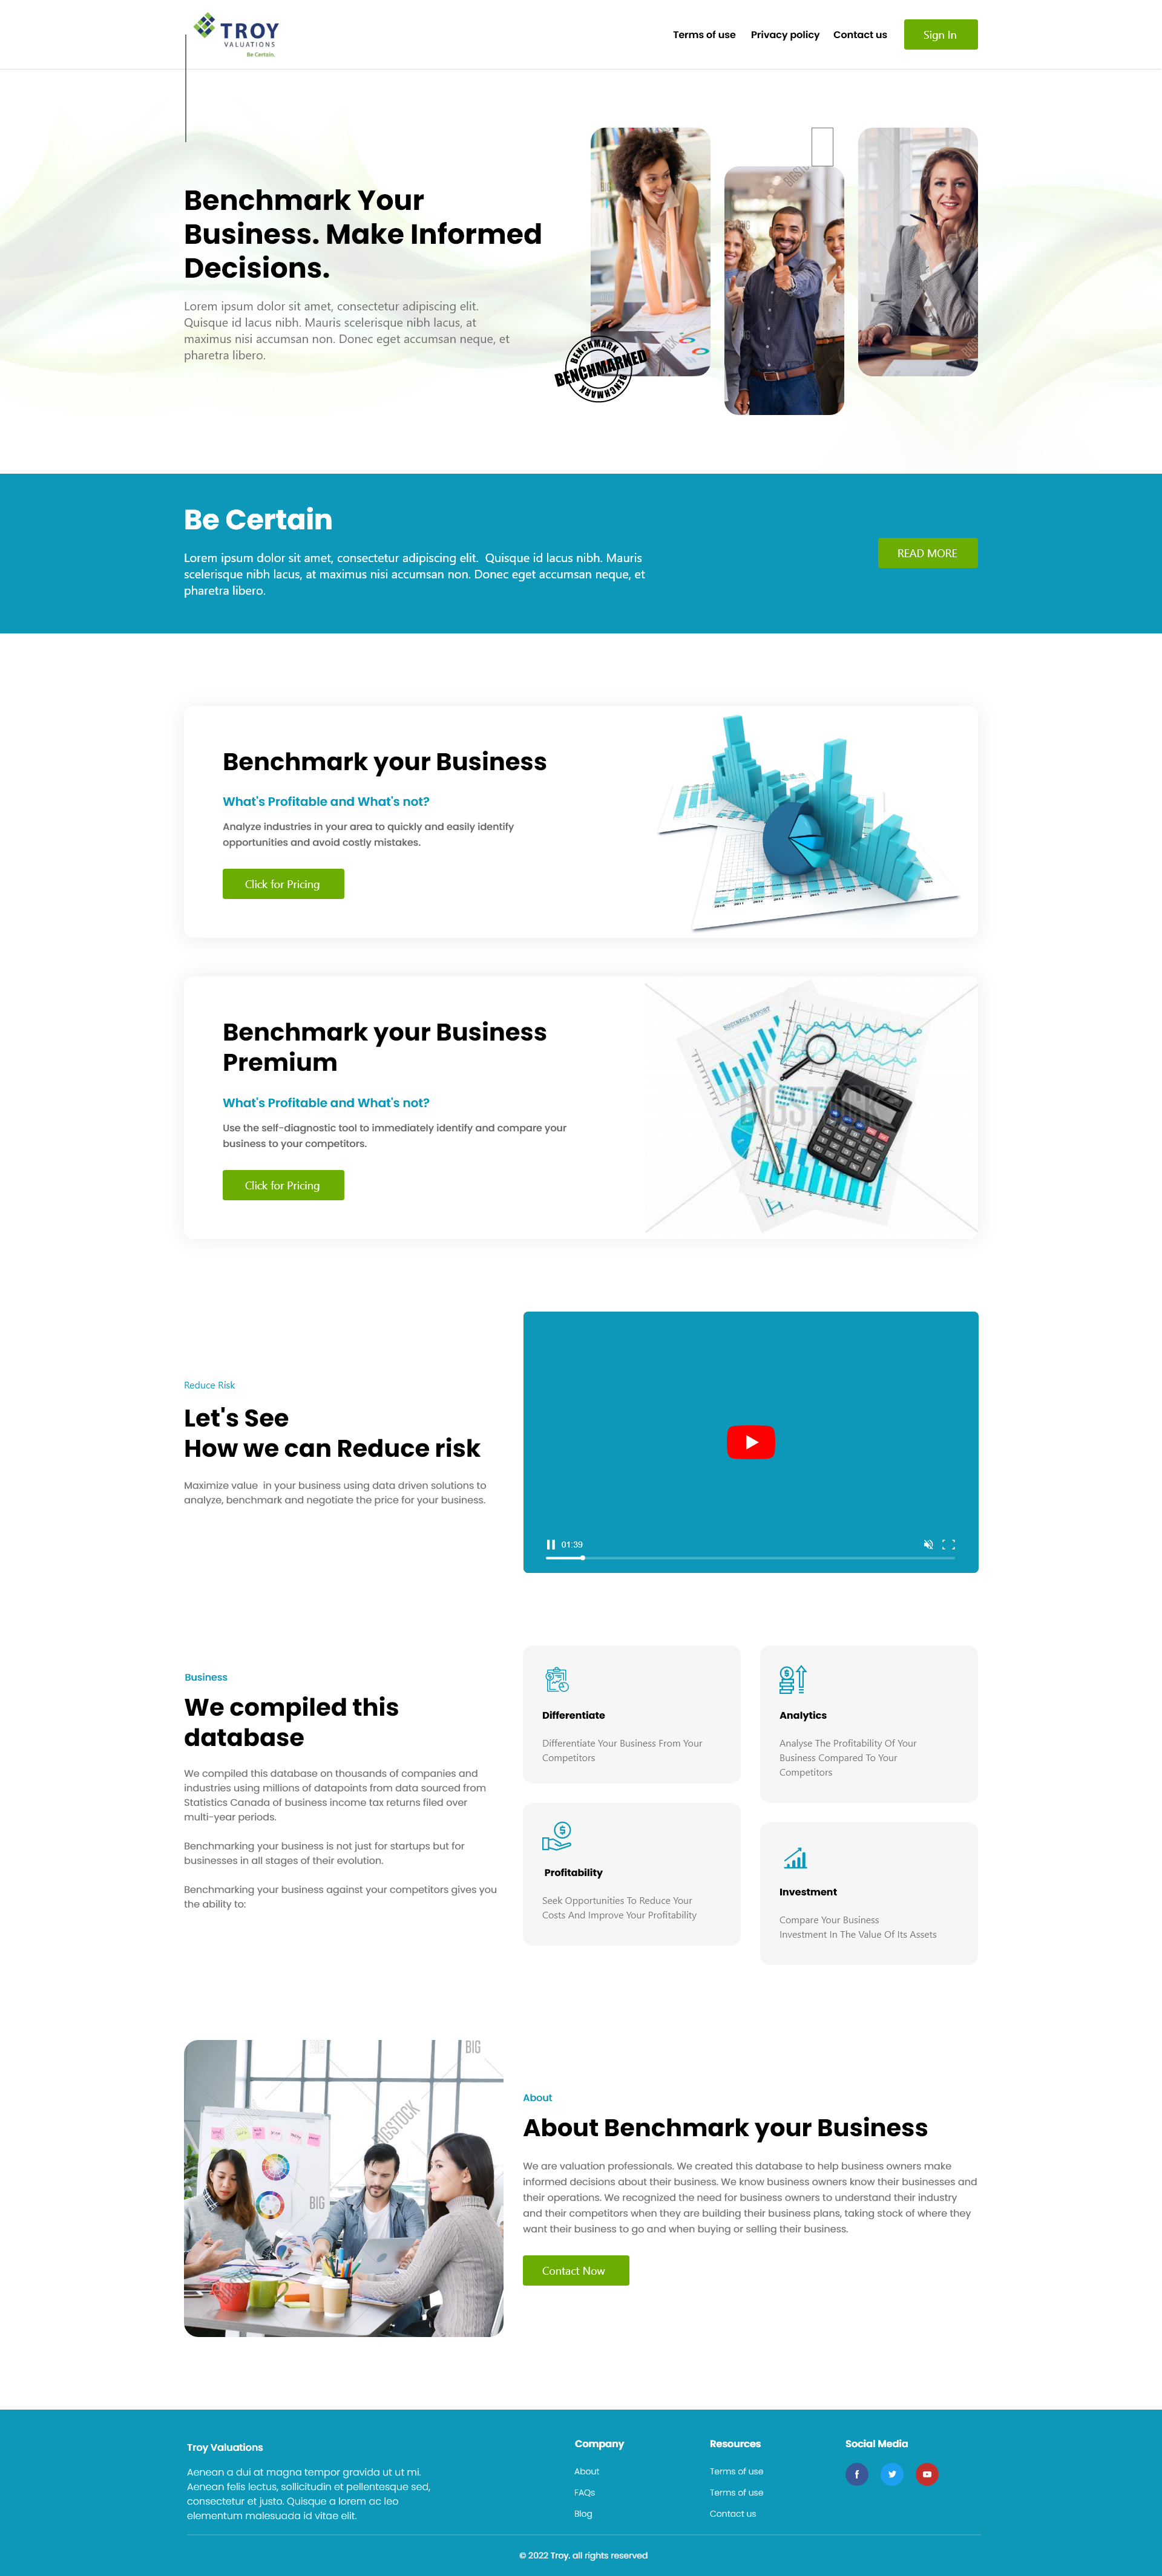 TROY
VALUATIONS
Be Certain.
Terms of use
Privacy policy
Contact us
Sign In
Benchmark Your
Business. Make Informed
Decisions.
Lorem ipsum dolor sit amet, consectetur adipiscing elit.
Quisque id lacus nibh. Mauris scelerisque nibh lacus, at
maximus nisi accumsan non. Donec eget accumsan neque, et
pharetra libero.
BIG
BIGSTOCK
BIG
BIG
BENCHMARK
BENCHMARKED
BENCHMARK
Be Certain
Lorem ipsum dolor sit amet, consectetur adipiscing elit.  Quisque id lacus nibh. Mauris
scelerisque nibh lacus, at maximus nisi accumsan non. Donec eget accumsan neque, et
pharetra libero.
READ MORE
Benchmark your Business
What's Profitable and What's not?
Analyze industries in your area to quickly and easily identify
opportunities and avoid costly mistakes.
Click for Pricing
Benchmark your Business
Premium
What's Profitable and What's not?
Use the self-diagnostic tool to immediately identify and compare your
business to your competitors.
Click for Pricing
BUSINESS REPORT
BIGSTOCK
Reduce Risk
Let's See
How we can Reduce risk
Maximize value  in your business using data driven solutions to
analyze, benchmark and negotiate the price for your business.
01:39
Business
We compiled this
database
We compiled this database on thousands of companies and
industries using millions of datapoints from data sourced from
Statistics Canada of business income tax returns filed over
multi-year periods.
Benchmarking your business is not just for startups but for
businesses in all stages of their evolution.
Benchmarking your business against your competitors gives you
the ability to:
Differentiate
Differentiate Your Business From Your
Competitors
Analytics
Analyse The Profitability Of Your
Business Compared To Your
Competitors
Profitability
Seek Opportunities To Reduce Your
Costs And Improve Your Profitability
Investment
Compare Your Business
Investment In The Value Of Its Assets
BIG
BIGSTOCK
BIG
BIGSTOCK
About
About Benchmark your Business
We are valuation professionals. We created this database to help business owners make
informed decisions about their business. We know business owners know their businesses and
their operations. We recognized the need for business owners to understand their industry
and their competitors when they are building their business plans, taking stock of where they
want their business to go and when buying or selling their business.
Contact Now
Troy Valuations
Aenean a dui at magna tempor gravida ut ut mi.
Aenean felis lectus, sollicitudin et pellentesque sed,
consectetur et justo. Quisque a lorem ac leo
elementum malesuada id vitae elit.
Company
About
FAQs
Blog
Resources
Terms of use
Terms of use
Contact us
Social Media
© 2022 Troy. all rights reserved